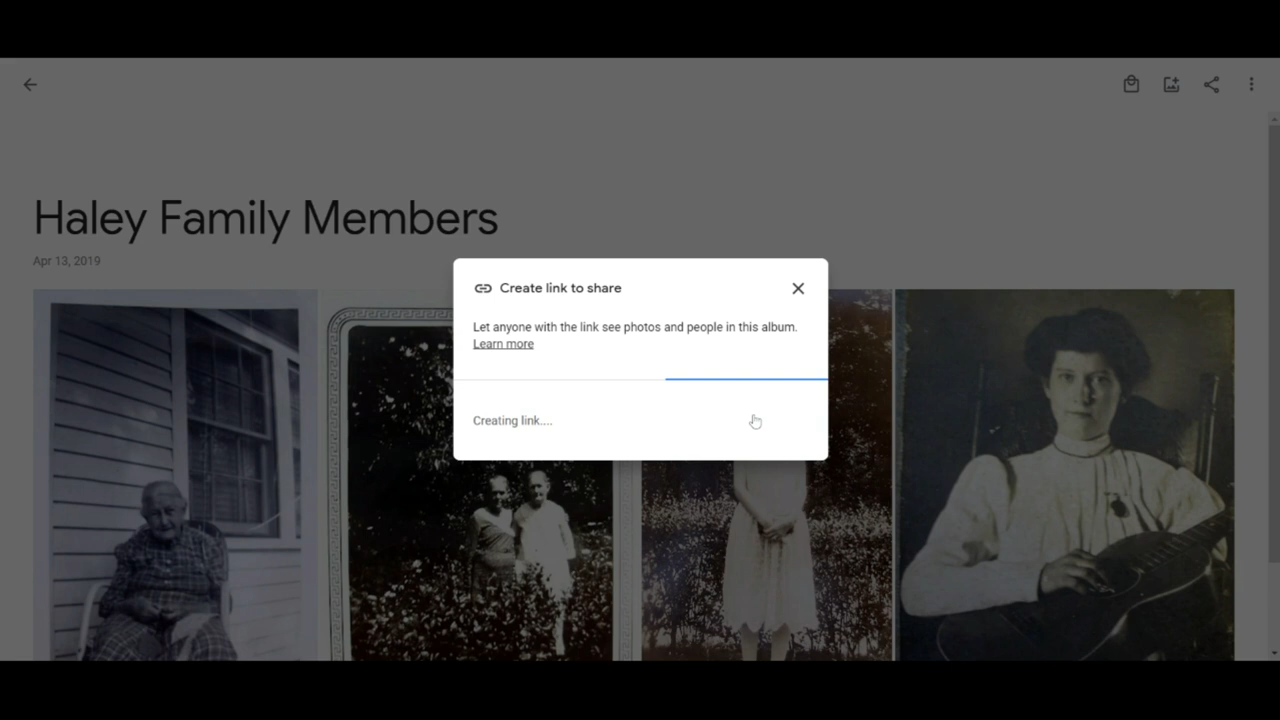 Haley Family Members
Apr 13, 2019
Create link to share
Let anyone with the link see photos and people in this album.
Learn more
Creating link....